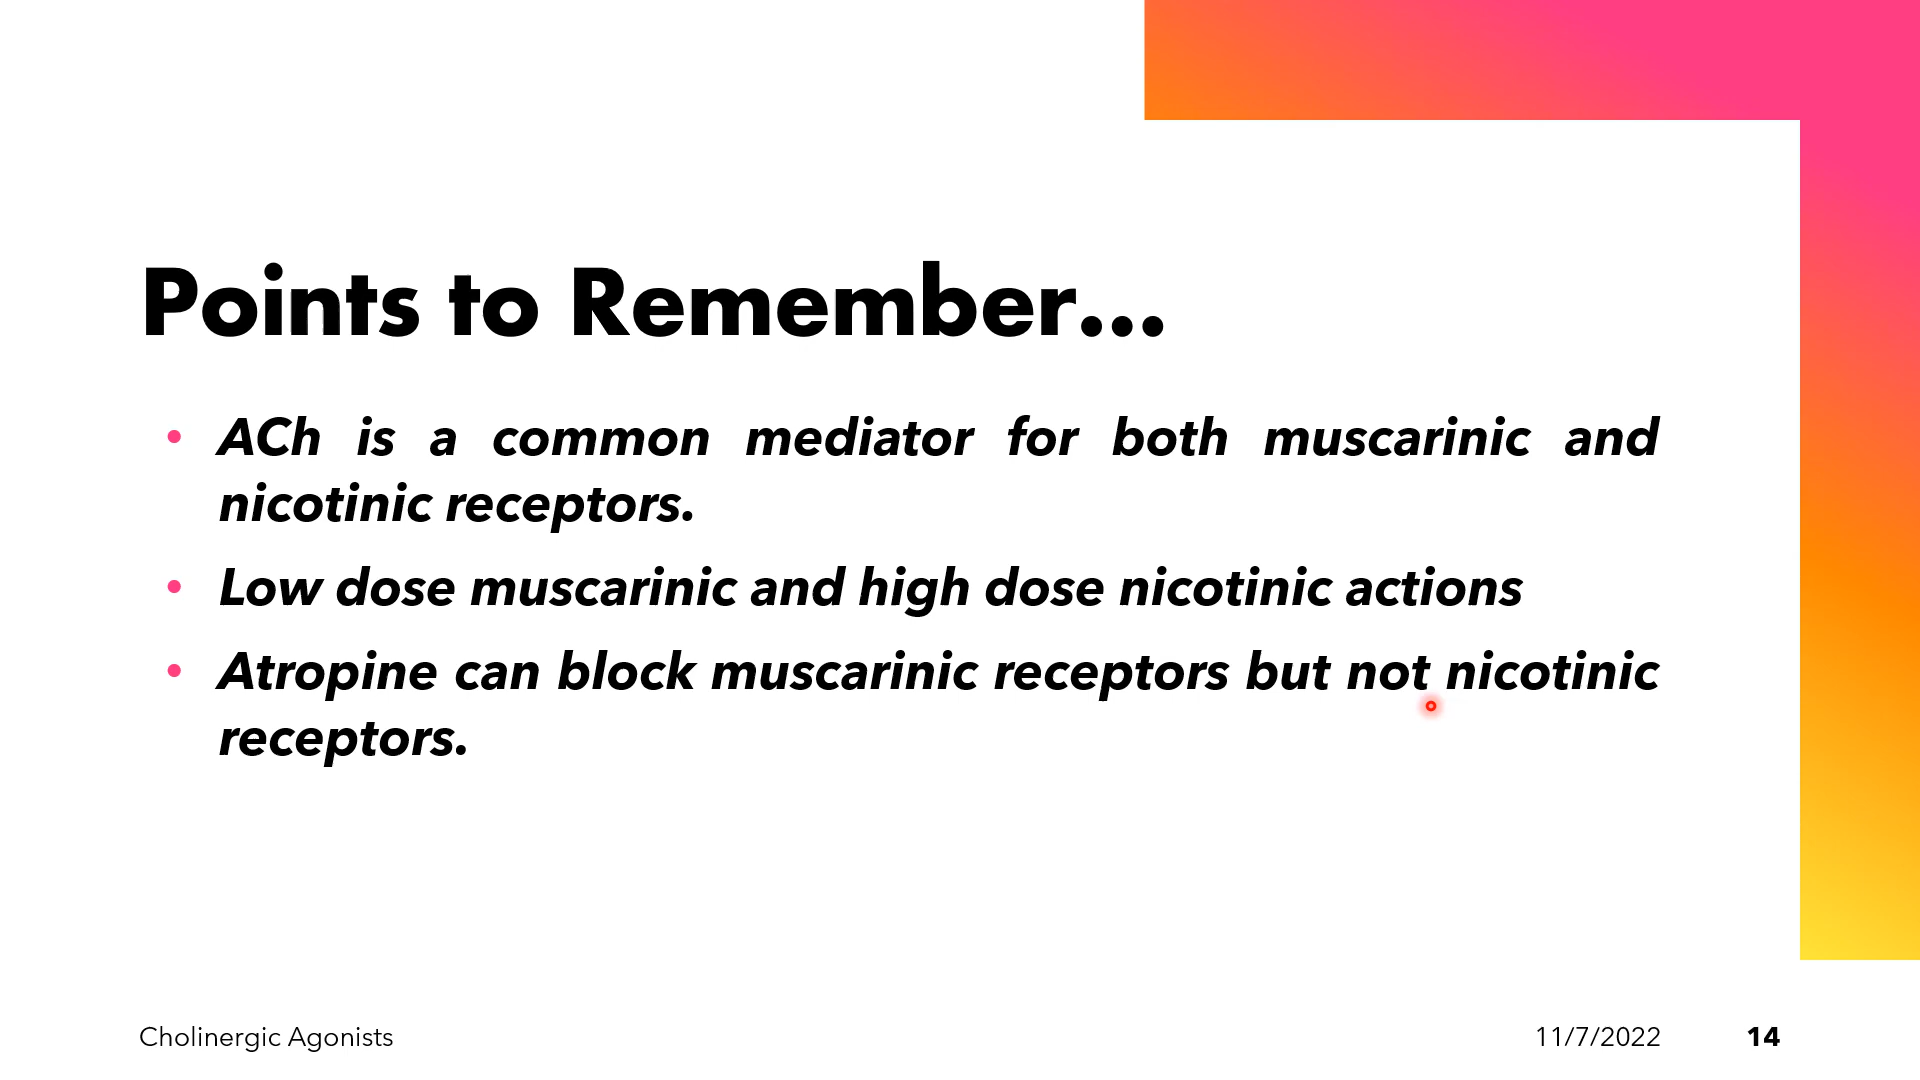 Points to Remember...
• ACh is a common mediator for both muscarinic and
nicotinic receptors.
• Low dose muscarinic and high dose nicotinic actions
• Atropine can block muscarinic receptors but not nicotinic
receptors.
Cholinergic Agonists
11/7/2022
14